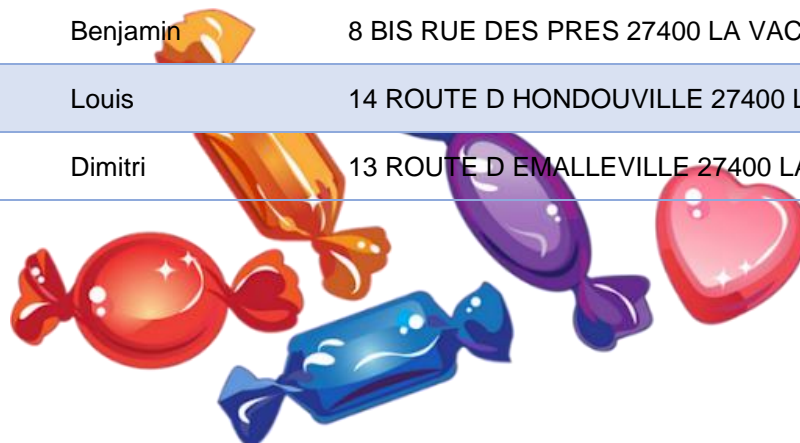 Benjamin 8 BIS RUE DES PRES 27400 LA VAC
Louis 14 ROUTE D HONDOUVILLE 27400 L
Dimitri 13 ROUTE D EMALLEVILLE 27400 LA